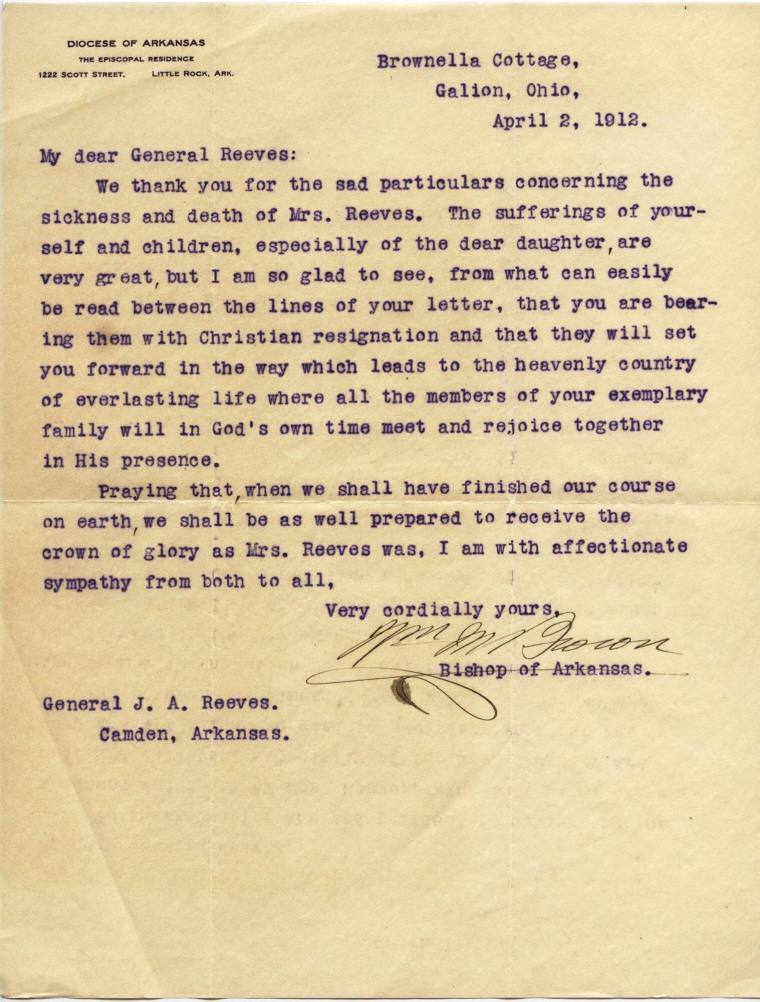 DIOCESE OF ARKANSAS
THE EPISCOPAL RESIDENCE
1222 SCOTT STREET, LITTLE ROCK, ARK.
Brownella Cottage,
Galion, Ohio,
April 2, 1912.
My dear General Reeves:
We thank you for the sad particulars concerning the
sickness and death of Mrs. Reeves. The sufferings of your-
self and children, especially of the dear daughter, are
very great, but I am so glad to see, from what can easily
be read between the lines of your letter, that you are bear-
ing them with Christian resignation and that they will set
you forward in the way which leads to the heavenly country
of everlasting life where all the members of your exemplary
family will in God's own time meet and rejoice together
in His presence.
Praying that, when we shall have finished our course
on earth, we shall be as well prepared to receive the
crown of glory as Mrs. Reeves was, I am with affectionate
sympathy from both to all,
Very cordially yours,
Wm M Brown
Bishop of Arkansas.
General J. A. Reeves.
Camden, Arkansas.